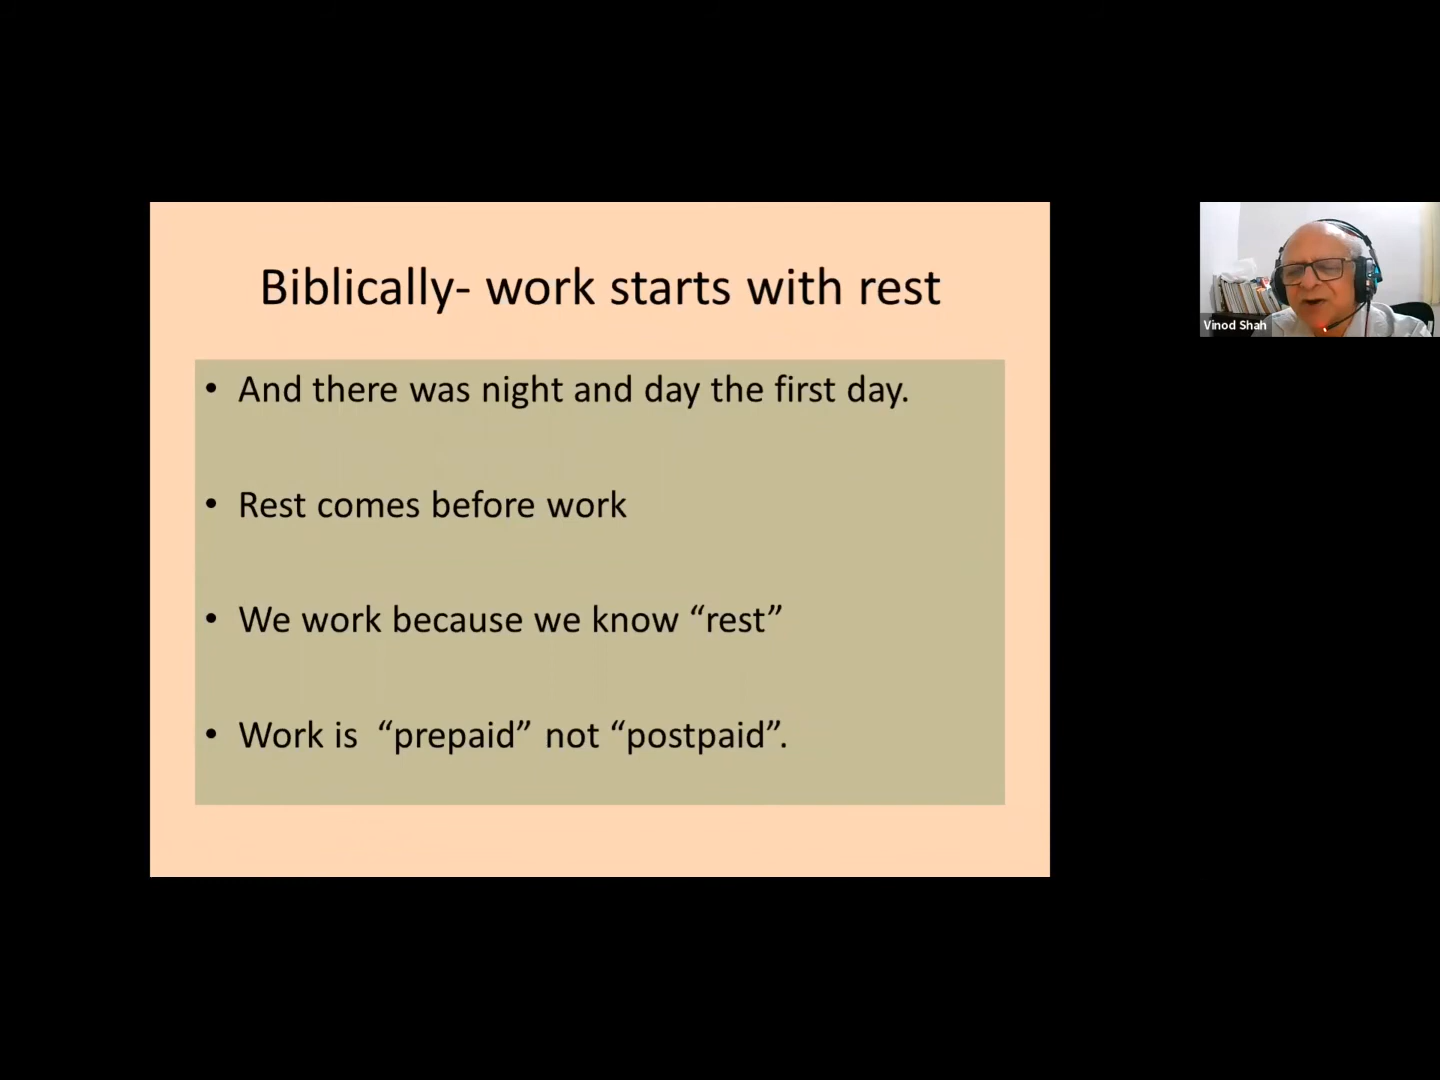 Biblically- work starts with rest
• And there was night and day the first day.
• Rest comes before work
• We work because we know “rest”
• Work is “prepaid” not “postpaid”.
Vinod Shah